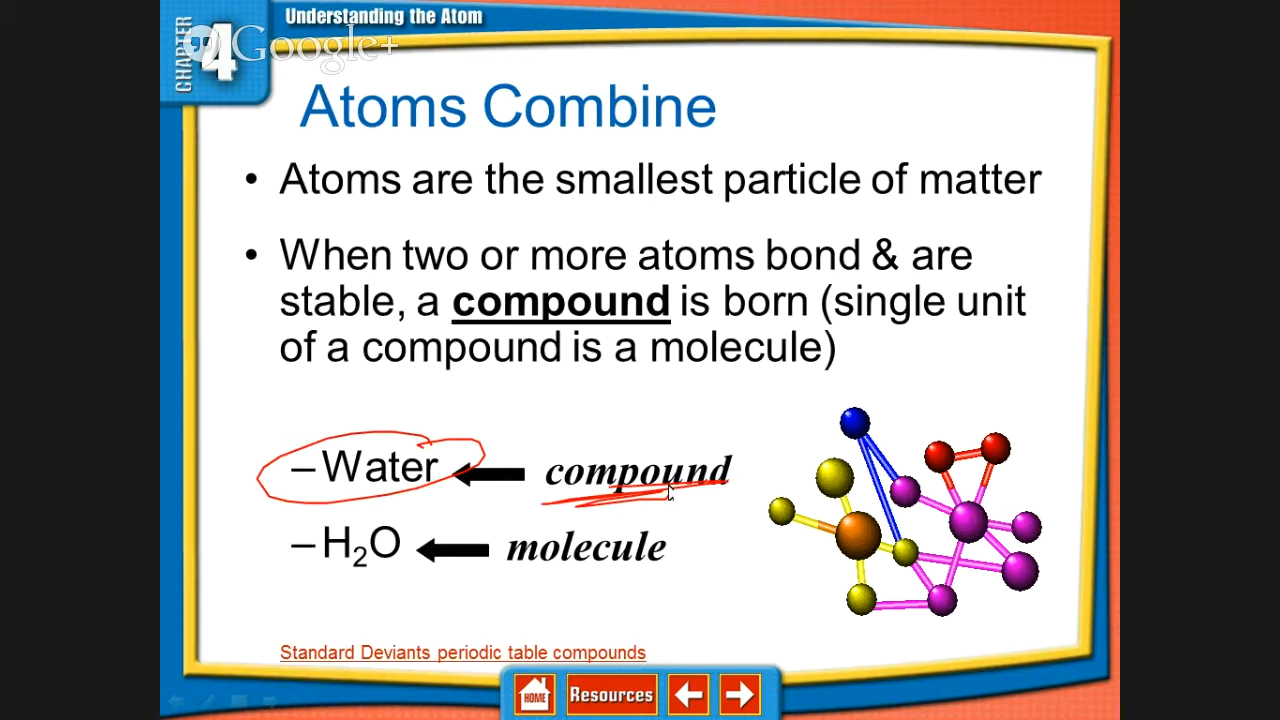 Understanding the Atom
CHAPTER
4
Google+
Atoms Combine
• Atoms are the smallest particle of matter
• When two or more atoms bond & are
stable, a compound is born (single unit
of a compound is a molecule)
– Water compound
– H₂O molecule
Standard Deviants periodic table compounds
HOME Resources